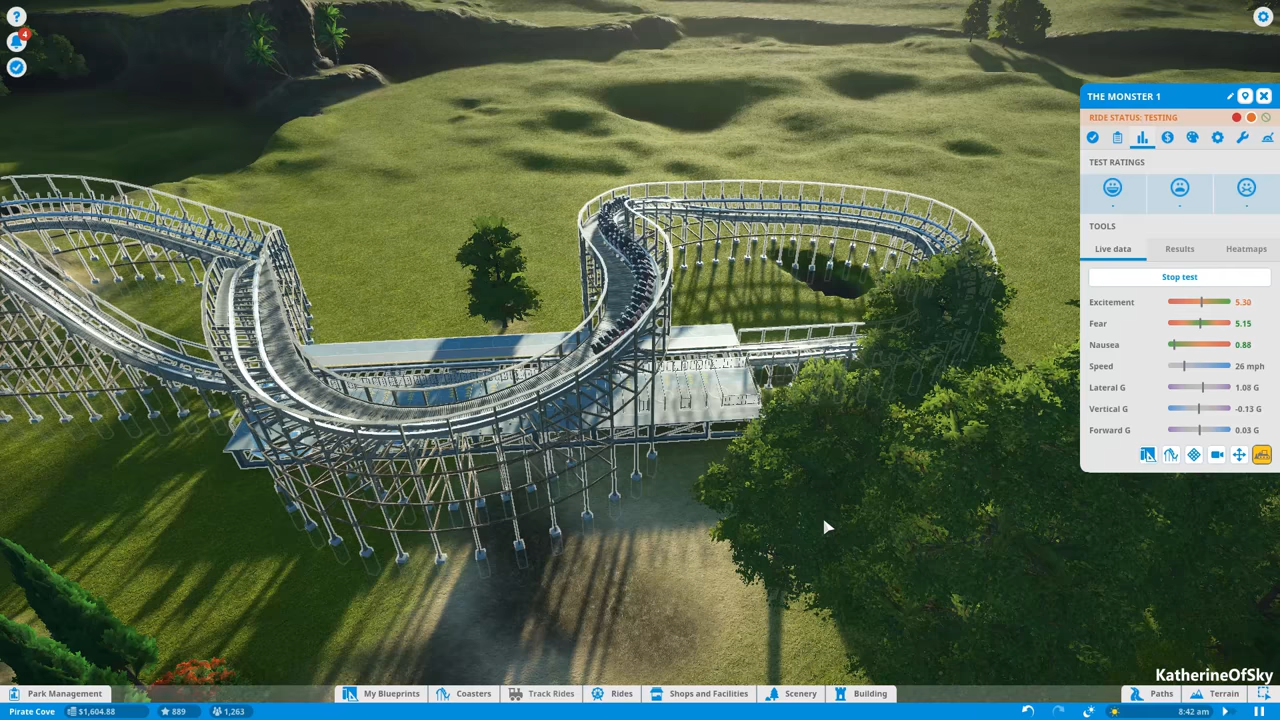 ?
4
THE MONSTER 1
RIDE STATUS: TESTING
TEST RATINGS
- - -
TOOLS
Live data Results Heatmaps
Stop test
Excitement 5.30
Fear 5.15
Nausea 0.88
Speed 26 mph
Lateral G 1.08 G
Vertical G -0.13 G
Forward G 0.03 G
KatherineOfSky
Park Management My Blueprints Coasters Track Rides Rides Shops and Facilities Scenery Building Paths Terrain
Pirate Cove $1,604.88 889 1,263 8:42 am